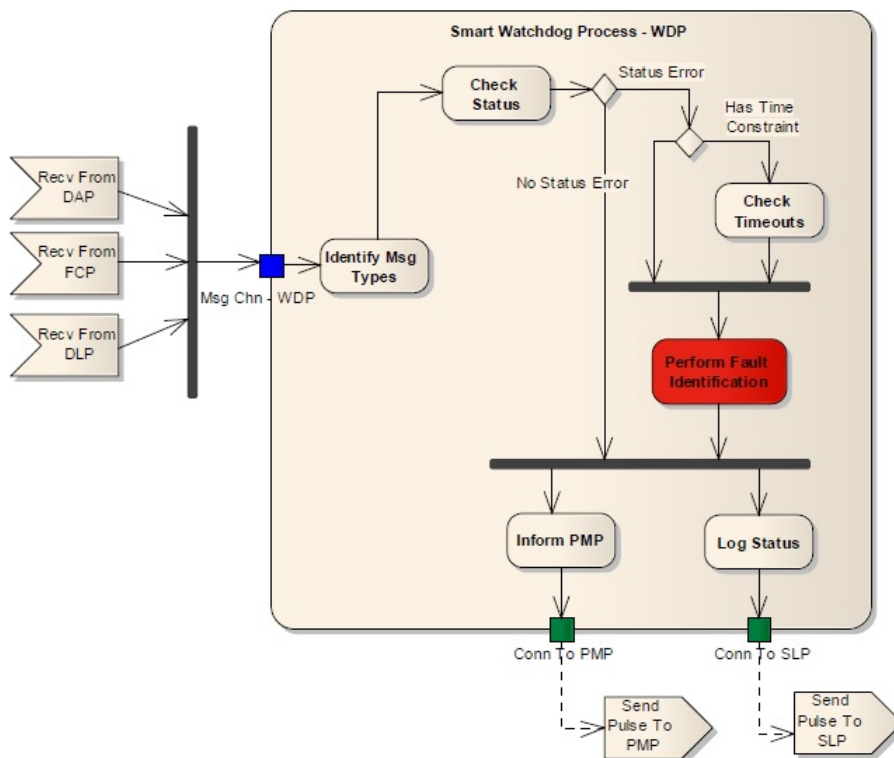 Smart Watchdog Process - WDP
Check
Status
Status Error
Has Time
Constraint
No Status Error
Check
Timeouts
Recv From
DAP
Recv From
FCP
Recv From
DLP
Msg Chn - WDP
Identify Msg
Types
Perform Fault
Identification
Inform PMP
Log Status
Conn To PMP
Conn To SLP
Send
Pulse To
PMP
Send
Pulse To
SLP